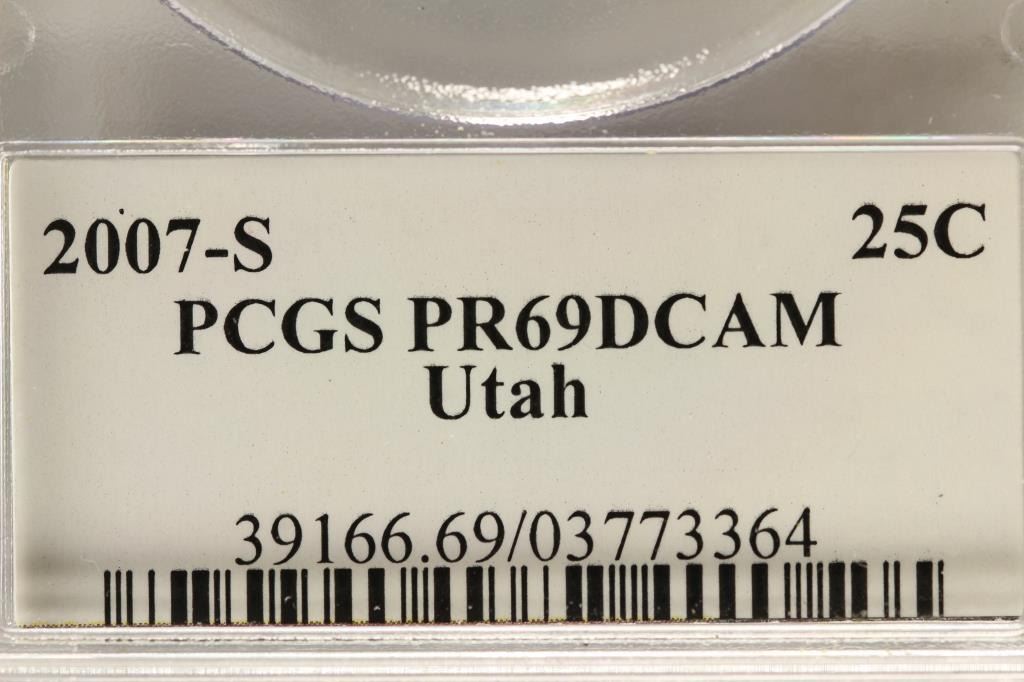 2007-S 25C
PCGS PR69DCAM
Utah
39166.69/03773364